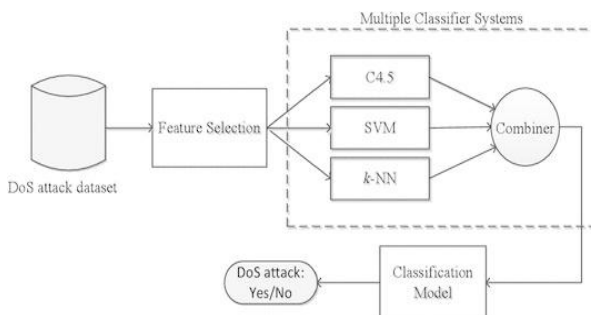 Multiple Classifier Systems
C4.5
Feature Selection
SVM
Combiner
k-NN
DoS attack dataset
DoS attack:
Yes/No
Classification
Model